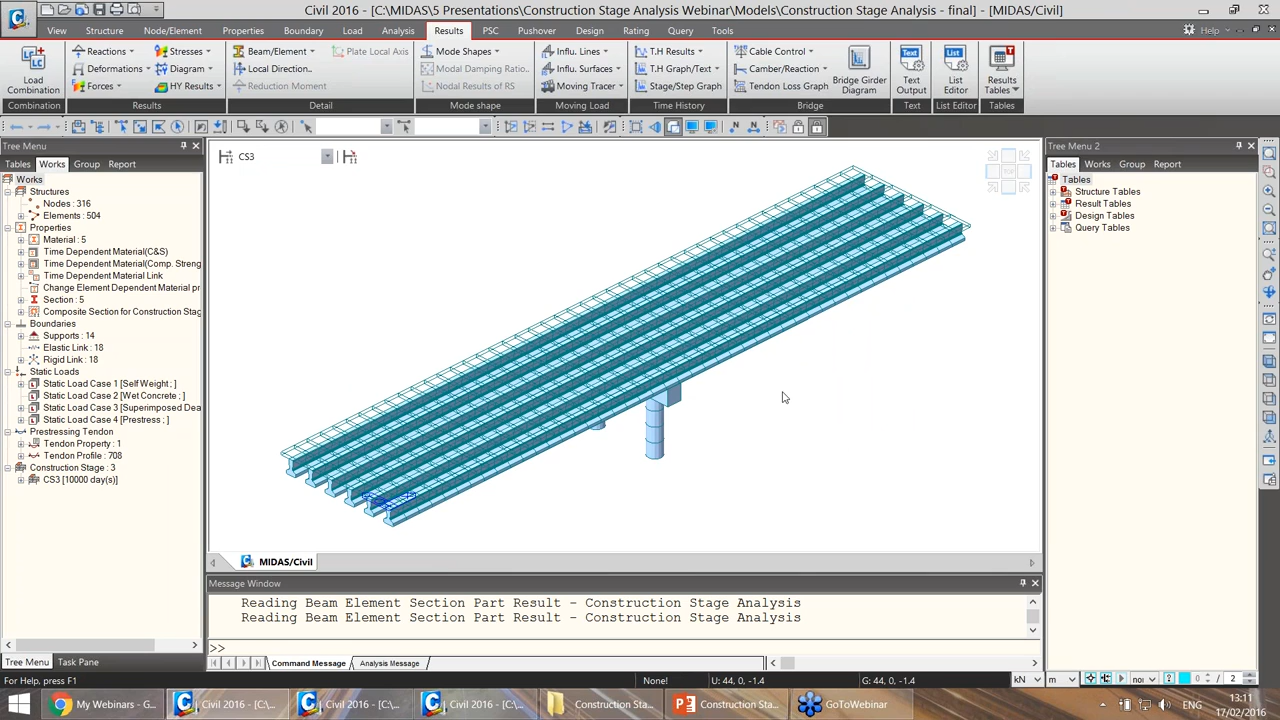 Civil 2016 - [C:\MIDAS\5 Presentations\Construction Stage Analysis Webinar\Models\Construction Stage Analysis - final] - [MIDAS/Civil]
View Structure Node/Element Properties Boundary Load Analysis Results PSC Pushover Design Rating Query Tools Help
Load Combination
Reactions Stresses
Deformations Diagram
Forces HY Results
Beam/Element Plate Local Axis
Local Direction...
Reduction Moment
Mode Shapes
Modal Damping Ratio...
Nodal Results of RS
Influ. Lines
Influ. Surfaces
Moving Tracer
T.H Results
T.H Graph/Text
Stage/Step Graph
Cable Control
Camber/Reaction
Tendon Loss Graph
Bridge Girder Diagram
Text Output
List Editor
Results Tables
Combination Results Detail Mode shape Moving Load Time History Bridge Text List Editor Tables
Tree Menu
Tables Works Group Report
Works
Structures
Nodes : 316
Elements : 504
Properties
Material : 5
Time Dependent Material(C&S)
Time Dependent Material(Comp. Streng
Time Dependent Material Link
Change Element Dependent Material pr
Section : 5
Composite Section for Construction Stag
Boundaries
Supports : 14
Elastic Link : 18
Rigid Link : 18
Static Loads
Static Load Case 1 [Self Weight ; ]
Static Load Case 2 [Wet Concrete ; ]
Static Load Case 3 [Superimposed Dea
Static Load Case 4 [Prestress ; ]
Prestressing Tendon
Tendon Property : 1
Tendon Profile : 708
Construction Stage : 3
CS3 [10000 day(s)]
Tree Menu Task Pane
CS3
TOP
MIDAS/Civil
Message Window
Reading Beam Element Section Part Result - Construction Stage Analysis
Reading Beam Element Section Part Result - Construction Stage Analysis
>>
Command Message Analysis Message
Tree Menu 2
Tables Works Group Report
Tables
Structure Tables
Result Tables
Design Tables
Query Tables
For Help, press F1 None! U: 44, 0, -1.4 G: 44, 0, -1.4 kN m noi 0 / 2
My Webinars - G... Civil 2016 - [C:\... Civil 2016 - [C:\... Civil 2016 - [C:\... Construction Sta... Construction Sta... GoToWebinar
ENG
13:11
17/02/2016